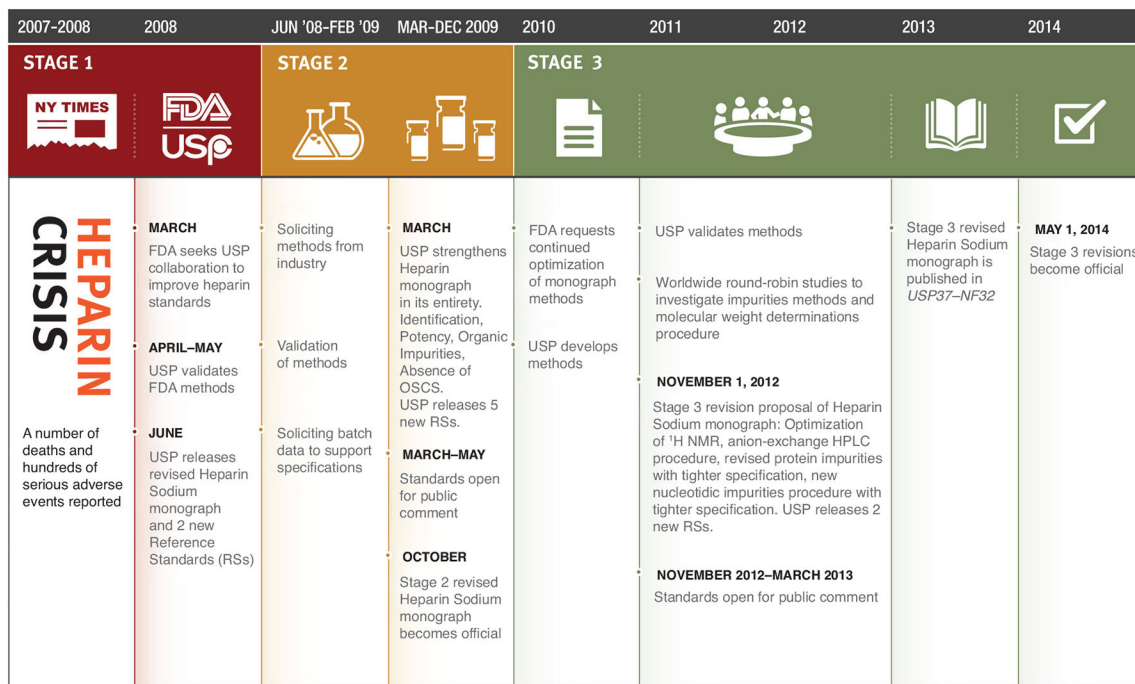 2007-2008
2008
JUN '08-FEB '09
MAR-DEC 2009
2010
2011
2012
2013
2014
STAGE 1
STAGE 2
STAGE 3
NY TIMES
FDA
USP
HEPARIN
CRISIS
A number of
deaths and
hundreds of
serious adverse
events reported
MARCH
FDA seeks USP
collaboration to
improve heparin
standards
APRIL–MAY
USP validates
FDA methods
JUNE
USP releases
revised Heparin
Sodium
monograph
and 2 new
Reference
Standards (RSs)
Soliciting
methods from
industry
Validation
of methods
Soliciting batch
data to support
specifications
MARCH
USP strengthens
Heparin
monograph
in its entirety.
Identification,
Potency, Organic
Impurities,
Absence of
OSCS.
USP releases 5
new RSs.
MARCH–MAY
Standards open
for public
comment
OCTOBER
Stage 2 revised
Heparin Sodium
monograph
becomes official
FDA requests
continued
optimization
of monograph
methods
USP develops
methods
USP validates methods
Worldwide round-robin studies to
investigate impurities methods and
molecular weight determinations
procedure
NOVEMBER 1, 2012
Stage 3 revision proposal of Heparin
Sodium monograph: Optimization
of ¹H NMR, anion-exchange HPLC
procedure, revised protein impurities
with tighter specification, new
nucleotidic impurities procedure with
tighter specification. USP releases 2
new RSs.
NOVEMBER 2012–MARCH 2013
Standards open for public comment
Stage 3 revised
Heparin Sodium
monograph is
published in
USP37–NF32
MAY 1, 2014
Stage 3 revisions
become official